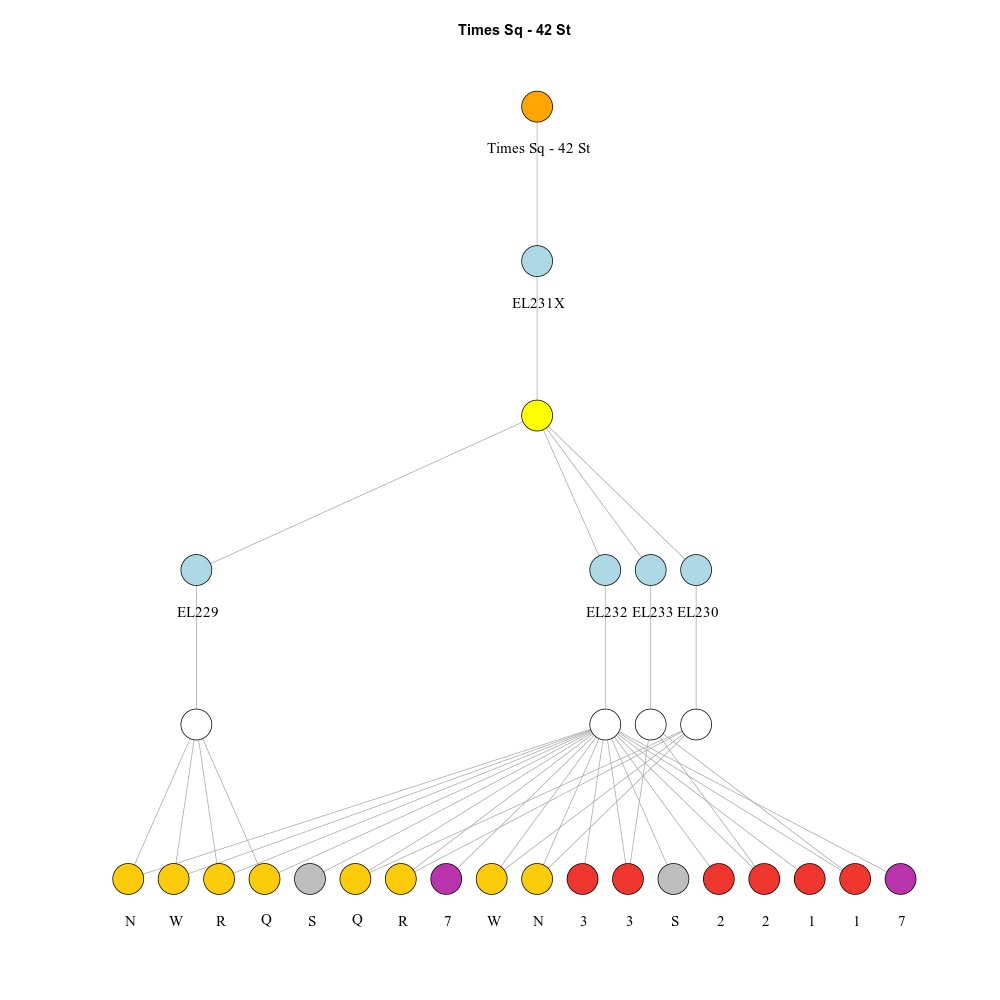 Times Sq - 42 St
Times Sq - 42 St
EL231X
EL229 EL232 EL233 EL230
N W R Q S Q R 7 W N 3 3 S 2 2 1 1 7